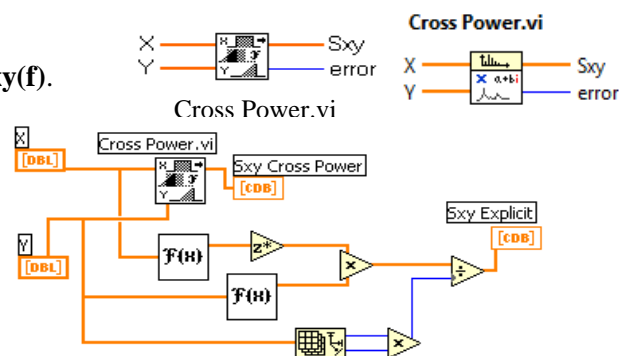 Cross Power.vi
X
Sxy
Y
error
X
Sxy
Y
error
xy(f).
Cross Power.vi
X
[DBL]
Cross Power.vi
Sxy Cross Power
[CDB]
Sxy Explicit
[CDB]
Y
[DBL]
F(x)
z*
×
÷
F(x)
×